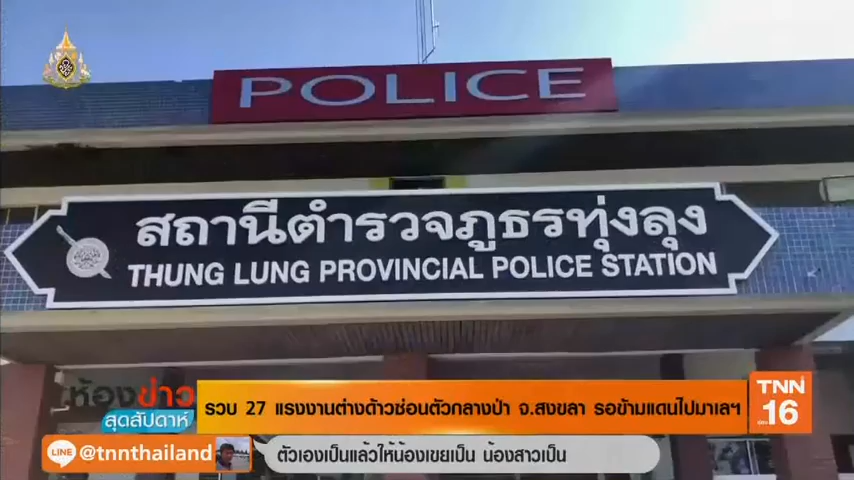 POLICE
สถานีตำรวจภูธรทุ่งลุง
THUNG LUNG PROVINCIAL POLICE STATION
ห้องข่าว
สุดสัปดาห์
รวบ 27 แรงงานต่างด้าวซ่อนตัวกลางป่า จ.สงขลา รอข้ามแดนไปมาเลฯ
TNN
ช่อง 16
LINE @tnnthailand
ตัวเองเป็นแล้วให้น้องเขยเป็น น้องสาวเป็น